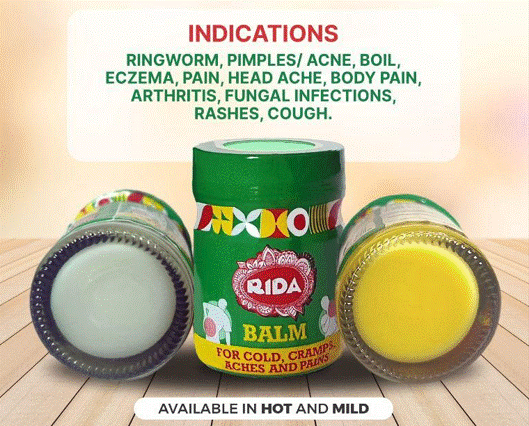 INDICATIONS
RINGWORM, PIMPLES/ ACNE, BOIL,
ECZEMA, PAIN, HEAD ACHE, BODY PAIN,
ARTHRITIS, FUNGAL INFECTIONS,
RASHES, COUGH.
RIDA
BALM
FOR COLD, CRAMPS,
ACHES AND PAINS
AVAILABLE IN HOT AND MILD